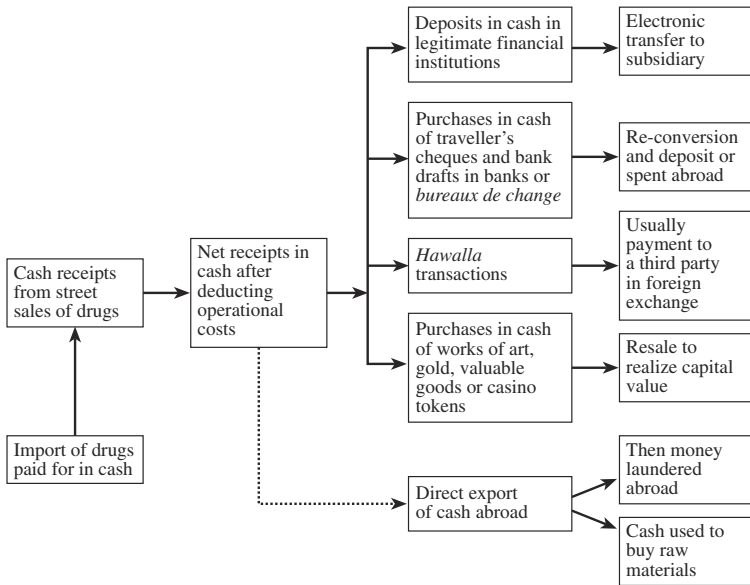 Deposits in cash in
legitimate financial
institutions
Electronic
transfer to
subsidiary
Purchases in cash
of traveller's
cheques and bank
drafts in banks or
bureaux de change
Re-conversion
and deposit or
spent abroad
Cash receipts
from street
sales of drugs
Net receipts in
cash after
deducting
operational
costs
Hawalla
transactions
Usually
payment to
a third party
in foreign
exchange
Purchases in cash
of works of art,
gold, valuable
goods or casino
tokens
Resale to
realize capital
value
Import of drugs
paid for in cash
Direct export
of cash abroad
Then money
laundered
abroad
Cash used to
buy raw
materials